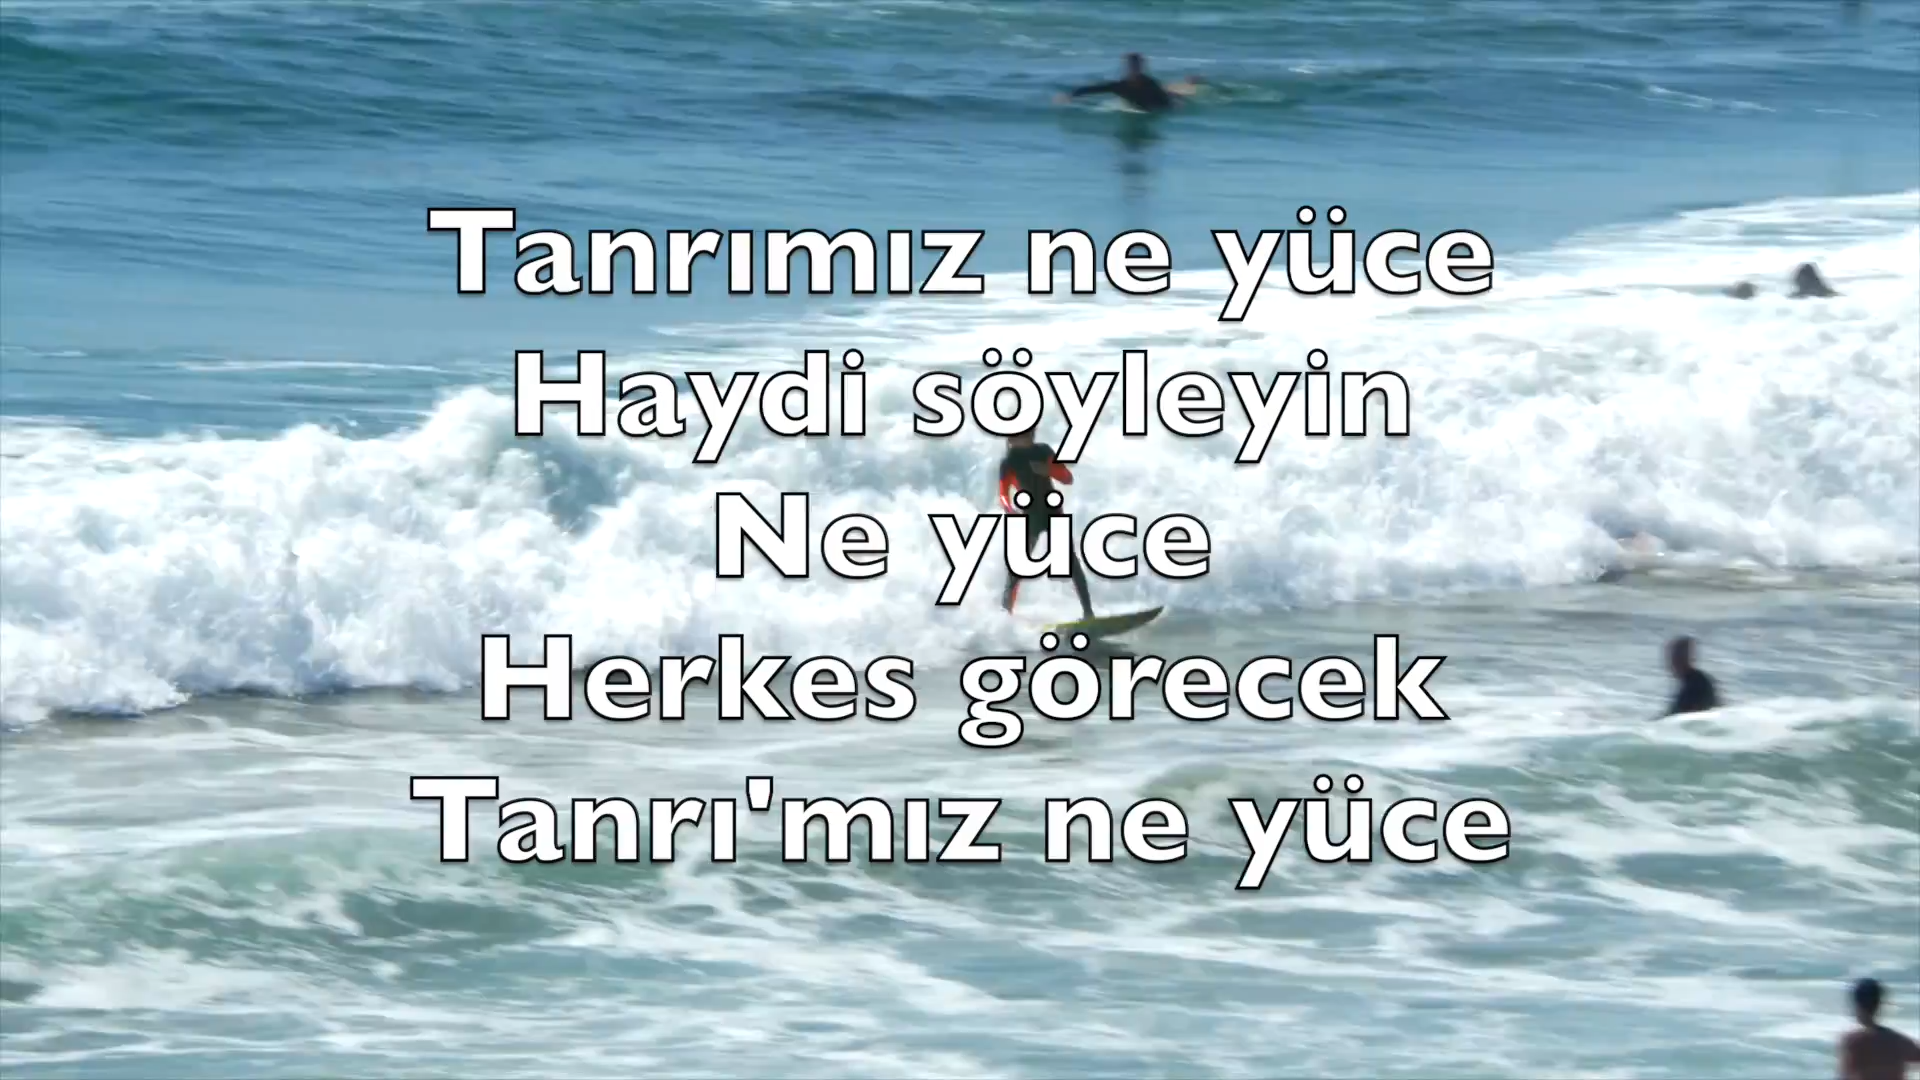 Tanrımız ne yüce
Haydi söyleyin
Ne yüce
Herkes görecek
Tanrı'mız ne yüce